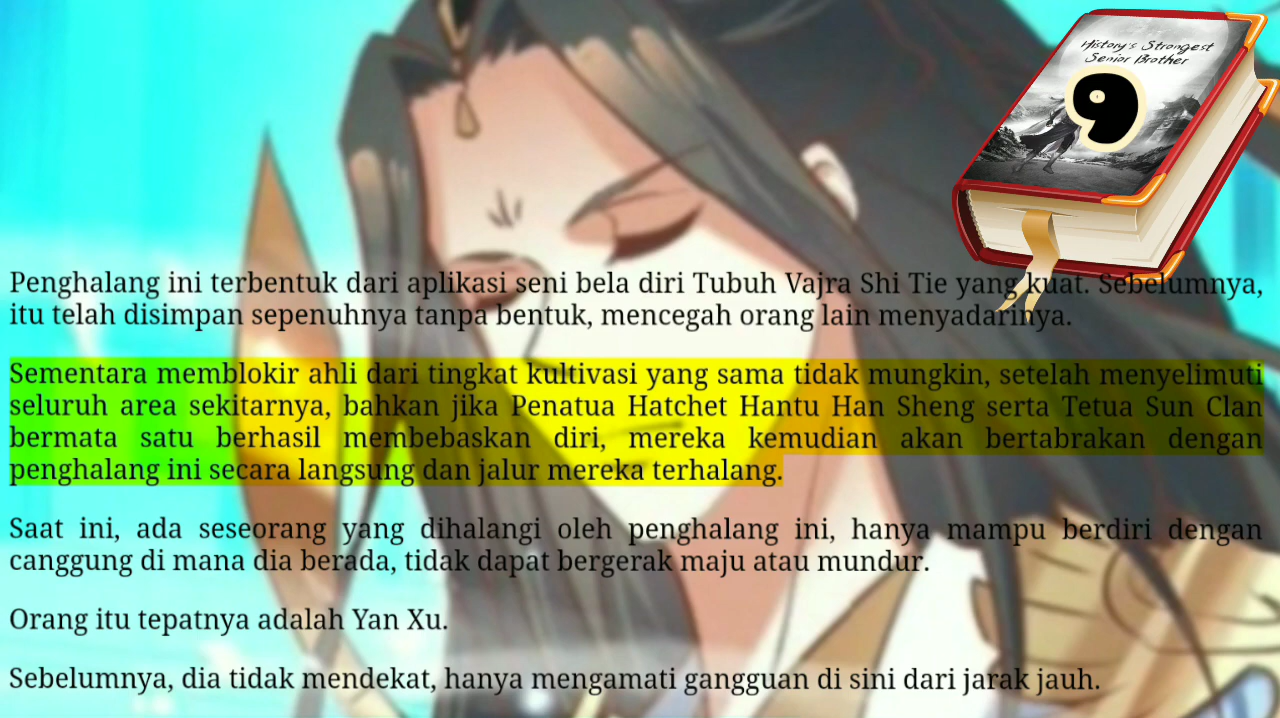 History's Strongest
Senior Brother
9
Penghalang ini terbentuk dari aplikasi seni bela diri Tubuh Vajra Shi Tie yang kuat. Sebelumnya,
itu telah disimpan sepenuhnya tanpa bentuk, mencegah orang lain menyadarinya.
Sementara memblokir ahli dari tingkat kultivasi yang sama tidak mungkin, setelah menyelimuti
seluruh area sekitarnya, bahkan jika Penatua Hatchet Hantu Han Sheng serta Tetua Sun Clan
bermata satu berhasil membebaskan diri, mereka kemudian akan bertabrakan dengan
penghalang ini secara langsung dan jalur mereka terhalang.
Saat ini, ada seseorang yang dihalangi oleh penghalang ini, hanya mampu berdiri dengan
canggung di mana dia berada, tidak dapat bergerak maju atau mundur.
Orang itu tepatnya adalah Yan Xu.
Sebelumnya, dia tidak mendekat, hanya mengamati gangguan di sini dari jarak jauh.